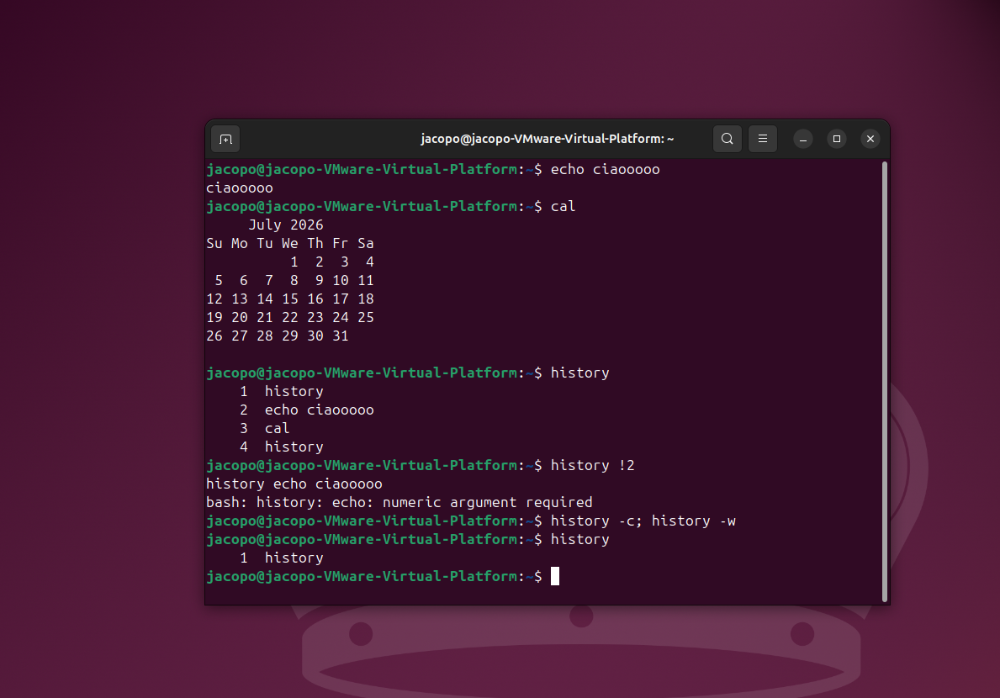 jacopo@jacopo-VMware-Virtual-Platform: ~
jacopo@jacopo-VMware-Virtual-Platform:~$ echo ciaooooo
ciaooooo
jacopo@jacopo-VMware-Virtual-Platform:~$ cal
     July 2026
Su Mo Tu We Th Fr Sa
          1  2  3  4
 5  6  7  8  9 10 11
12 13 14 15 16 17 18
19 20 21 22 23 24 25
26 27 28 29 30 31
jacopo@jacopo-VMware-Virtual-Platform:~$ history
    1  history
    2  echo ciaooooo
    3  cal
    4  history
jacopo@jacopo-VMware-Virtual-Platform:~$ history !2
history echo ciaooooo
bash: history: echo: numeric argument required
jacopo@jacopo-VMware-Virtual-Platform:~$ history -c; history -w
jacopo@jacopo-VMware-Virtual-Platform:~$ history
    1  history
jacopo@jacopo-VMware-Virtual-Platform:~$